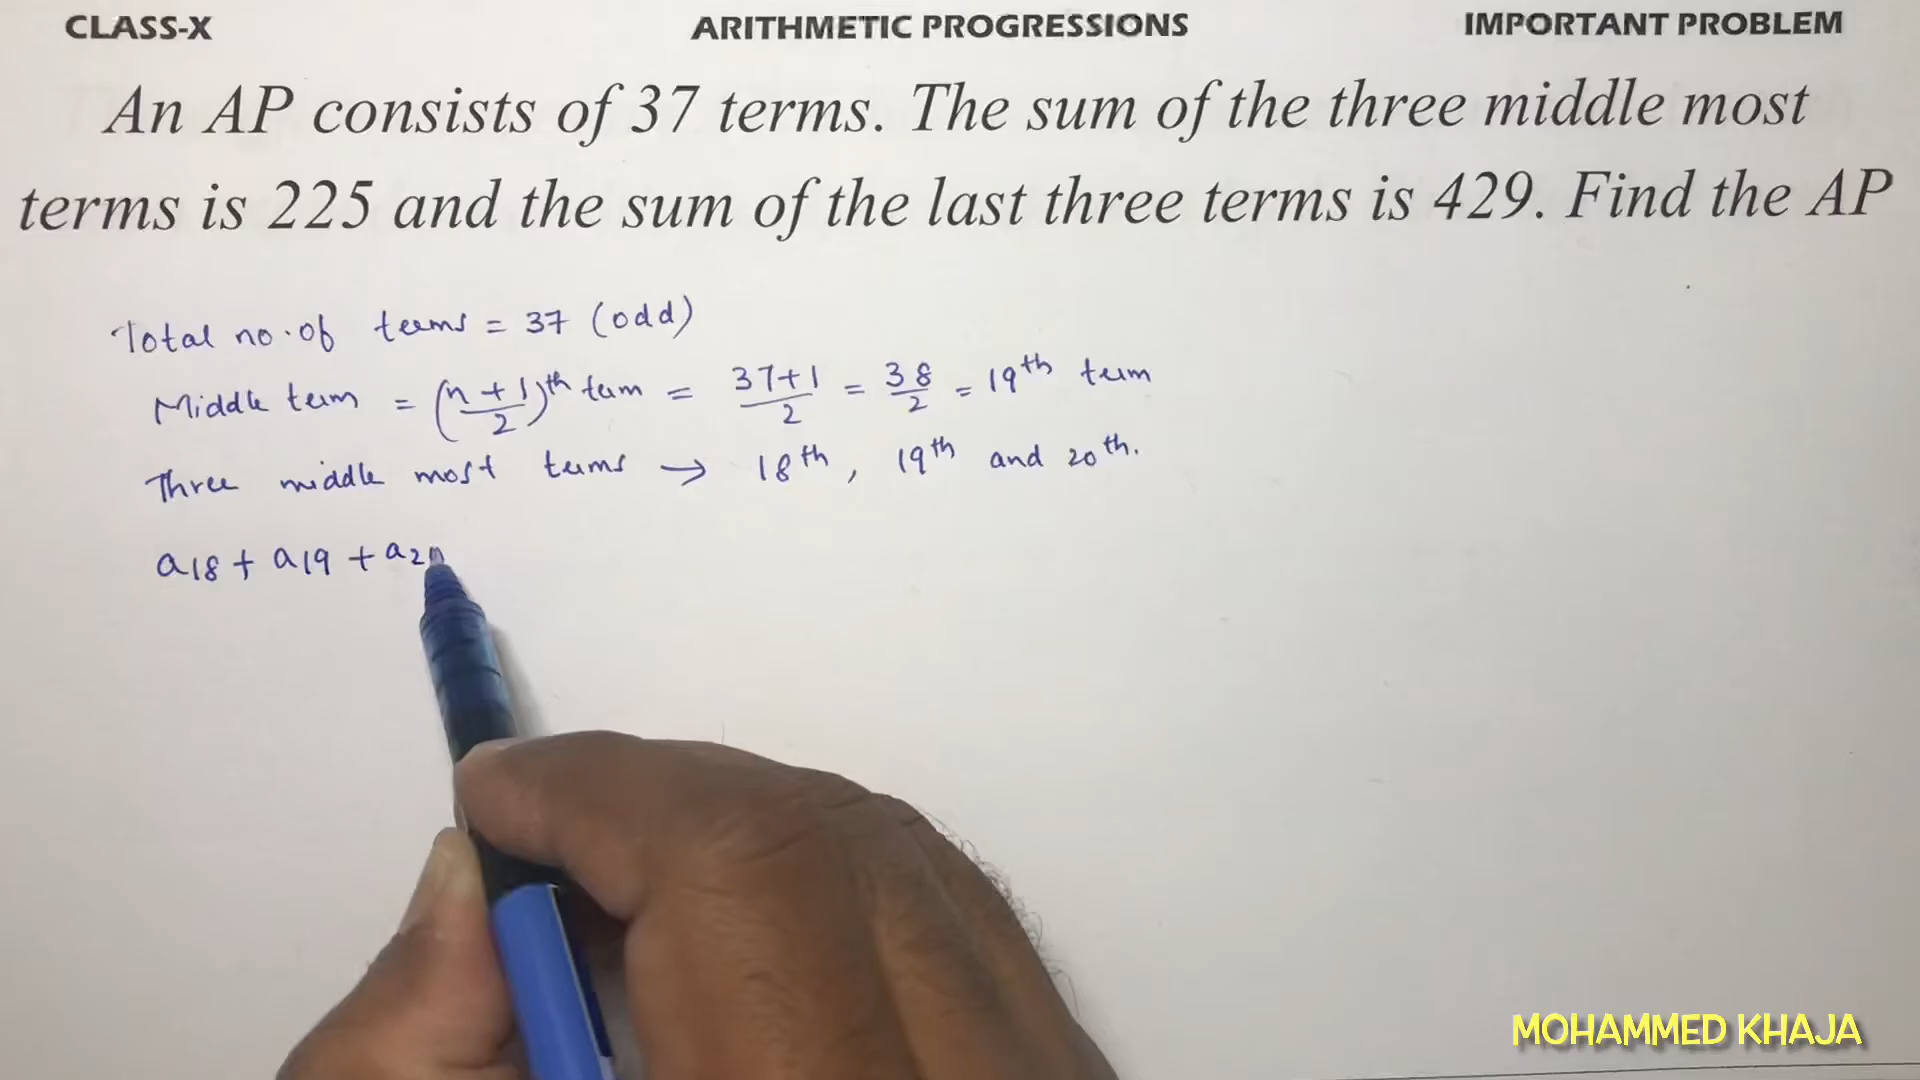 CLASS-X ARITHMETIC PROGRESSIONS IMPORTANT PROBLEM
An AP consists of 37 terms. The sum of the three middle most
terms is 225 and the sum of the last three terms is 429. Find the AP
Total no. of terms = 37 (odd)
Middle term = (n+1/2)th term = 37+1/2 = 38/2 = 19th term
Three middle most terms → 18th, 19th and 20th.
a18 + a19 + a2
MOHAMMED KHAJA